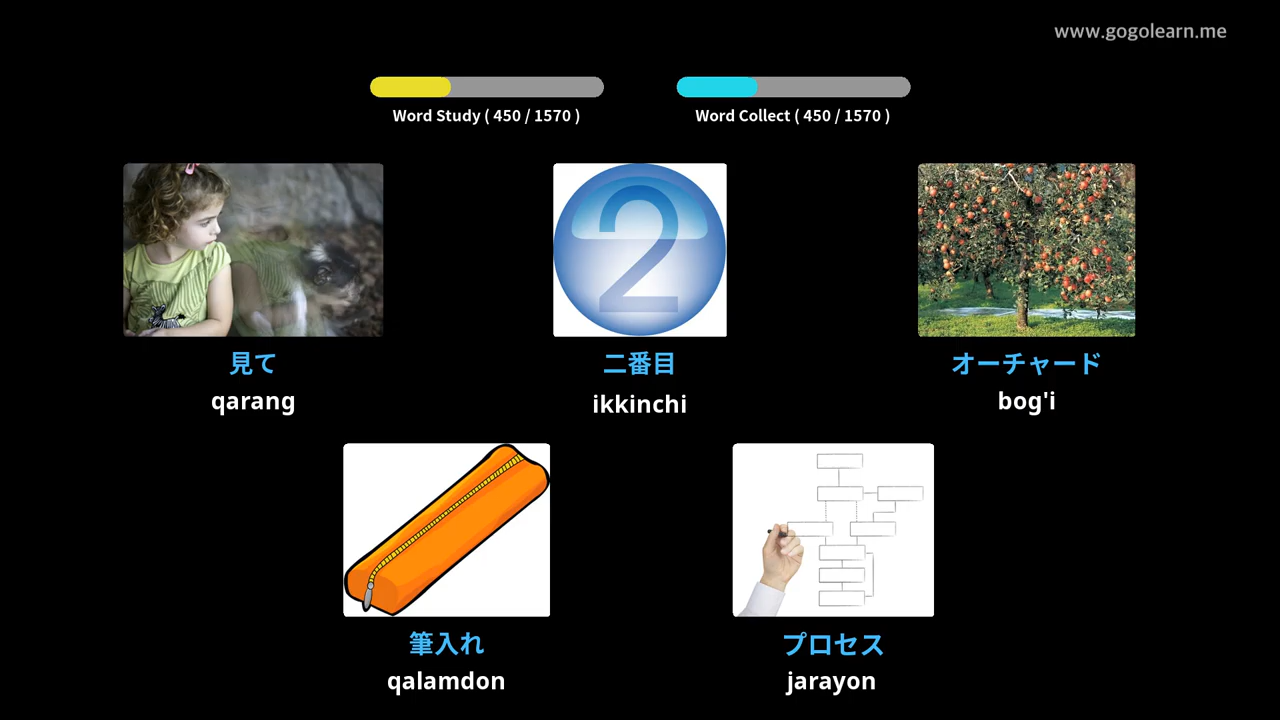 www.gogolearn.me
Word Study ( 450 / 1570 )
Word Collect ( 450 / 1570 )
2
見て
qarang
二番目
ikkinchi
オーチャード
bog'i
筆入れ
qalamdon
プロセス
jarayon